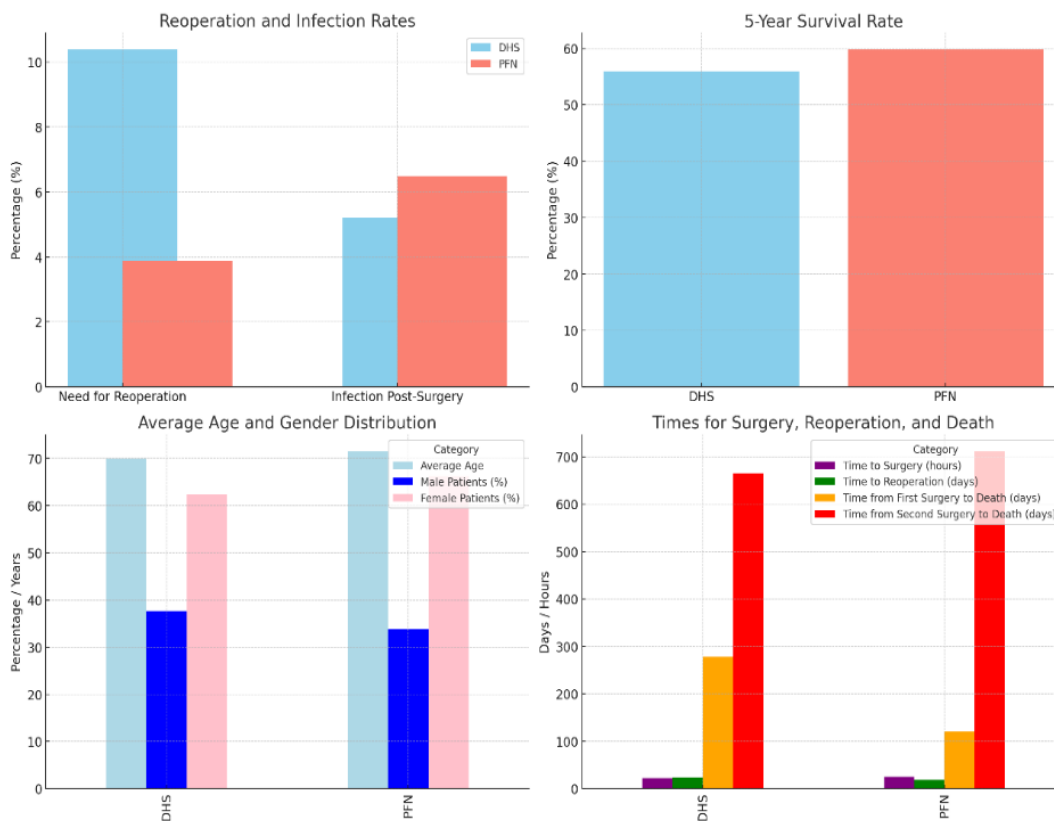 Reoperation and Infection Rates
DHS
PFN
Percentage (%)
10
8
6
4
2
0
Need for Reoperation
Infection Post-Surgery
5-Year Survival Rate
Percentage (%)
60
50
40
30
20
10
0
DHS
PFN
Average Age and Gender Distribution
Category
Average Age
Male Patients (%)
Female Patients (%)
Percentage / Years
70
60
50
40
30
20
10
0
DHS
PFN
Times for Surgery, Reoperation, and Death
Category
Time to Surgery (hours)
Time to Reoperation (days)
Time from First Surgery to Death (days)
Time from Second Surgery to Death (days)
Days / Hours
700
600
500
400
300
200
100
0
DHS
PFN